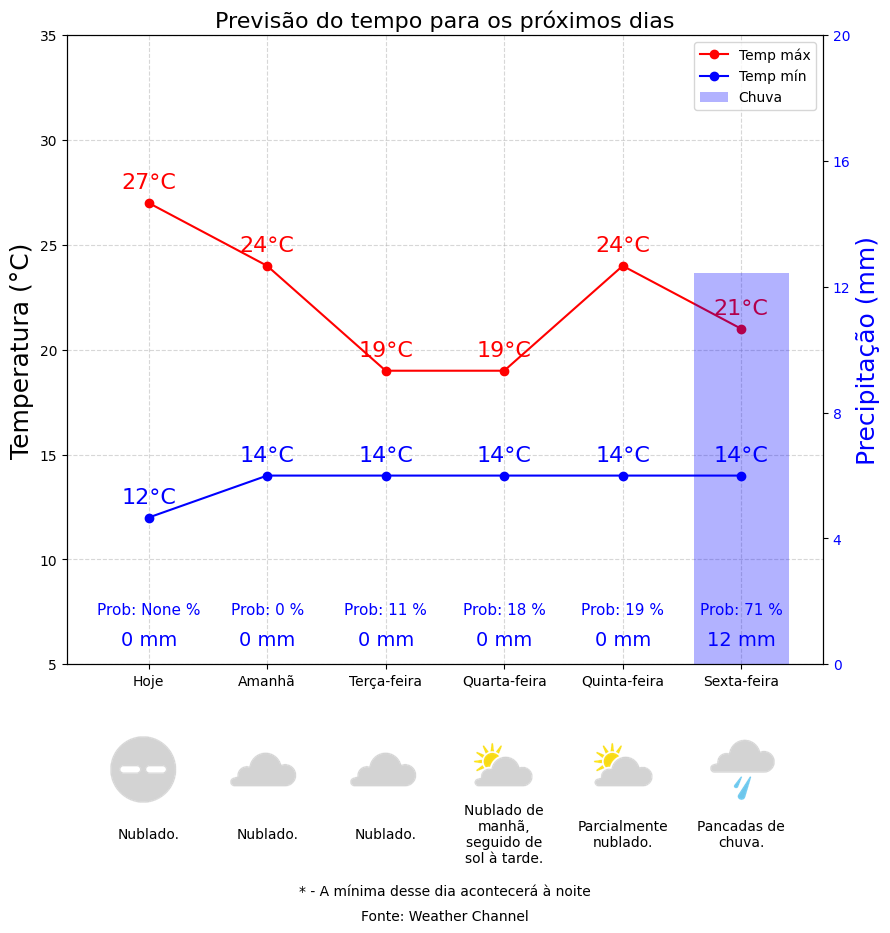 Previsão do tempo para os próximos dias
Temp máx
Temp mín
Chuva
Temperatura (°C)
Precipitação (mm)
35
30
25
20
15
10
5
20
16
12
8
4
0
27°C
24°C
19°C
19°C
24°C
21°C
12°C
14°C
14°C
14°C
14°C
14°C
Prob: None %
Prob: 0 %
Prob: 11 %
Prob: 18 %
Prob: 19 %
Prob: 71 %
0 mm
0 mm
0 mm
0 mm
0 mm
12 mm
Hoje
Amanhã
Terça-feira
Quarta-feira
Quinta-feira
Sexta-feira
Nublado.
Nublado.
Nublado.
Nublado de
manhã,
seguido de
sol à tarde.
Parcialmente
nublado.
Pancadas de
chuva.
* - A mínima desse dia acontecerá à noite
Fonte: Weather Channel